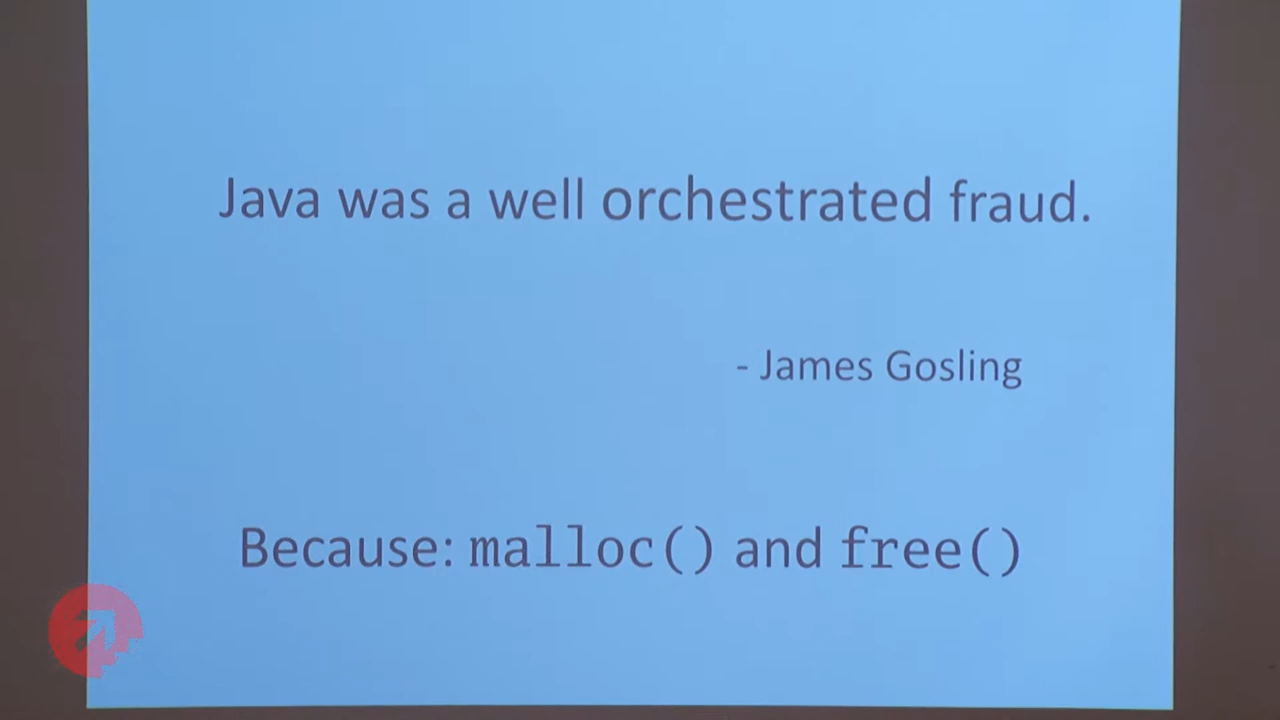 Java was a well orchestrated fraud.
- James Gosling
Because: malloc() and free()